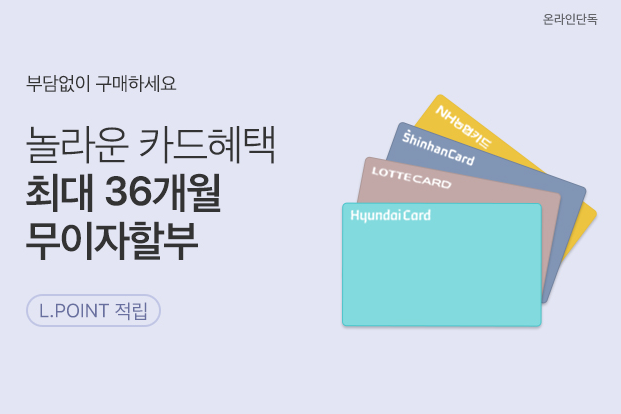 온라인단독
부담없이 구매하세요
놀라운 카드혜택
최대 36개월
무이자할부
L.POINT 적립
NH농협카드
ShinhanCard
LOTTE CARD
Hyundai Card